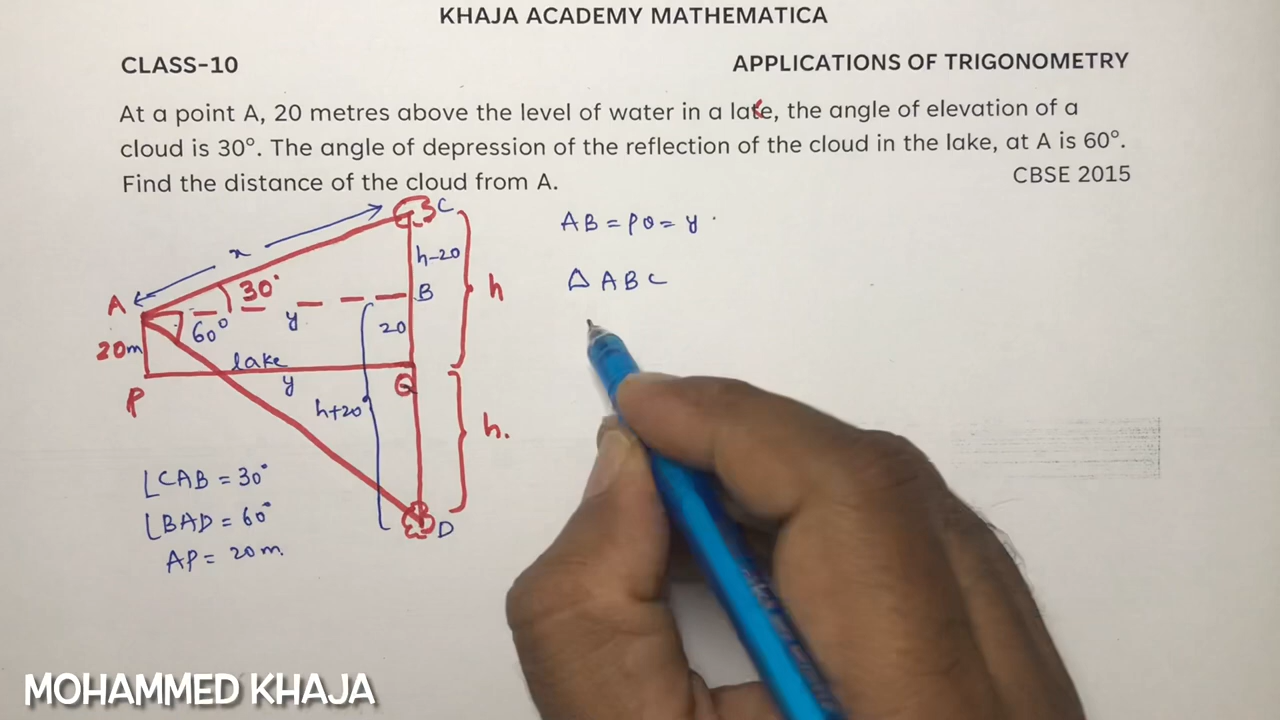 KHAJA ACADEMY MATHEMATICA
CLASS-10
APPLICATIONS OF TRIGONOMETRY
At a point A, 20 metres above the level of water in a lake, the angle of elevation of a
cloud is 30°. The angle of depression of the reflection of the cloud in the lake, at A is 60°.
Find the distance of the cloud from A.
CBSE 2015
C
x
h-20
A
30°
B
h
y
60°
20
20m
lake
P
y
Q
h+20
h.
D
∠CAB = 30°
∠BAD = 60°
AP = 20 m.
AB = PQ = y
Δ ABC
MOHAMMED KHAJA